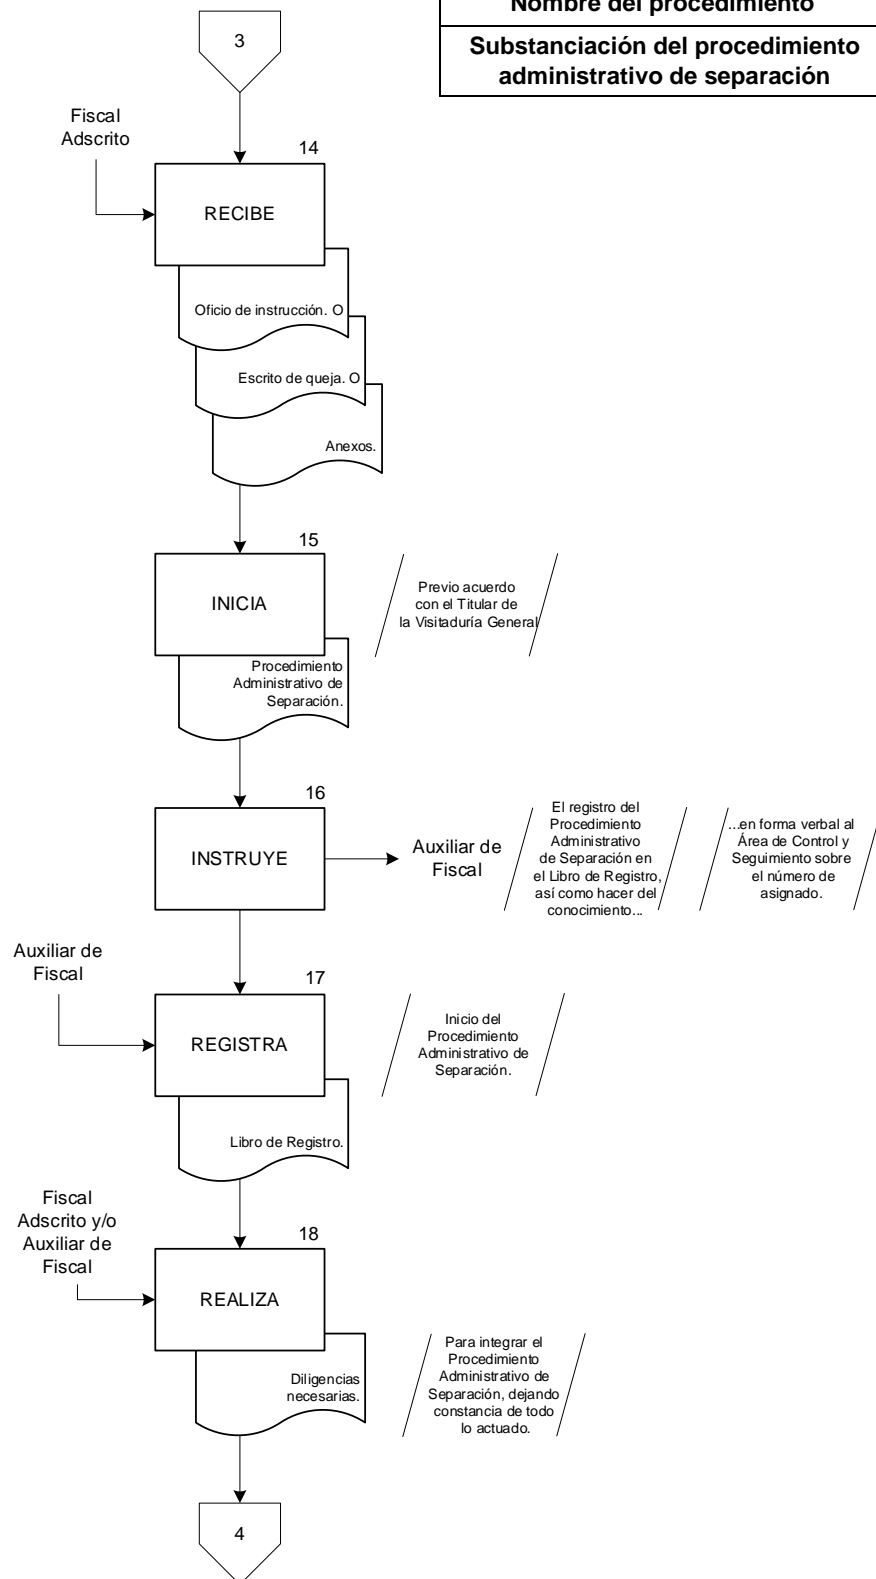 Nombre del procedimiento
Substanciación del procedimiento
administrativo de separación
3
Fiscal
Adscrito
14
RECIBE
Oficio de instrucción. O
Escrito de queja. O
Anexos.
15
INICIA
Previo acuerdo
con el Titular de
la Visitaduría General
Procedimiento
Administrativo de
Separación.
16
INSTRUYE
Auxiliar de
Fiscal
El registro del
Procedimiento
Administrativo
de Separación en
el Libro de Registro,
así como hacer del
conocimiento...
...en forma verbal al
Área de Control y
Seguimiento sobre
el número de
asignado.
Auxiliar de
Fiscal
17
REGISTRA
Inicio del
Procedimiento
Administrativo de
Separación.
Libro de Registro.
Fiscal
Adscrito y/o
Auxiliar de
Fiscal
18
REALIZA
Diligencias
necesarias.
Para integrar el
Procedimiento
Administrativo de
Separación, dejando
constancia de todo
lo actuado.
4